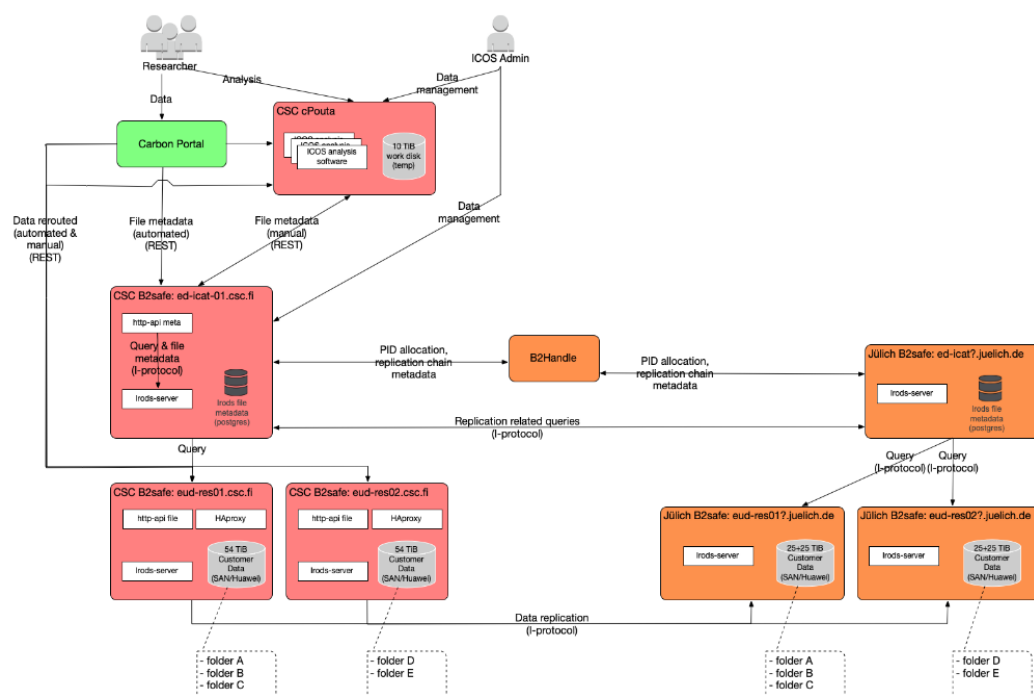 Researcher
ICOS Admin
Analysis
Data
management
Data
CSC cPouta
Carbon Portal
ICOS analysis
ICOS analysis
ICOS analysis
software
10 TiB
work disk
(temp)
Data rerouted
(automated &
manual)
(REST)
File metadata
(automated)
(REST)
File metadata
(manual)
(REST)
Data
management
CSC B2safe: ed-icat-01.csc.fi
http-api meta
Query & file
metadata
(I-protocol)
Irods-server
Irods file
metadata
(postgres)
PID allocation,
replication chain
metadata
B2Handle
PID allocation,
replication chain
metadata
Jülich B2safe: ed-icat?.juelich.de
Irods-server
Irods file
metadata
(postgres)
Replication related queries
(I-protocol)
Query
Query
(I-protocol)
Query
(I-protocol)
CSC B2safe: eud-res01.csc.fi
http-api file
HAproxy
Irods-server
54 TiB
Customer
Data
(SAN/Huawei)
CSC B2safe: eud-res02.csc.fi
http-api file
HAproxy
Irods-server
54 TiB
Customer
Data
(SAN/Huawei)
Jülich B2safe: eud-res01?.juelich.de
Irods-server
25+25 TiB
Customer
Data
(SAN/Huawei)
Jülich B2safe: eud-res02?.juelich.de
Irods-server
25+25 TiB
Customer
Data
(SAN/Huawei)
Data replication
(I-protocol)
- folder A
- folder B
- folder C
- folder D
- folder E
- folder A
- folder B
- folder C
- folder D
- folder E